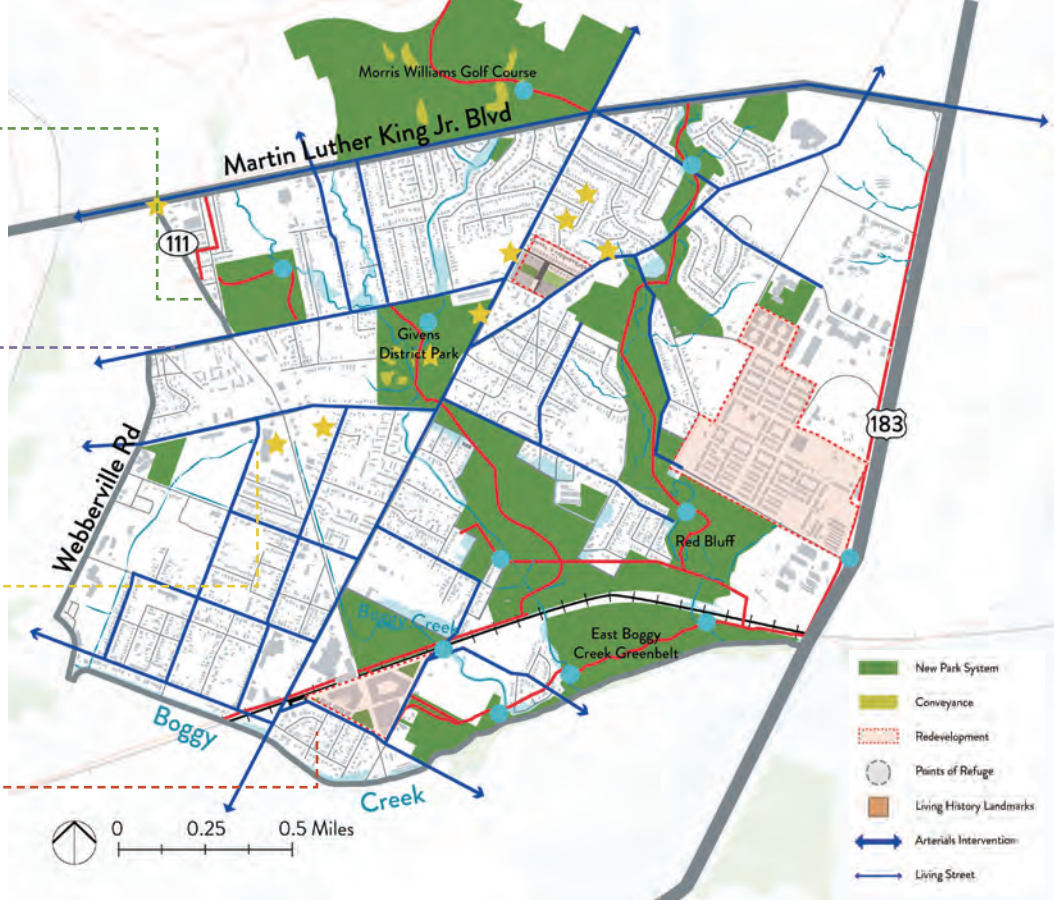 Morris Williams Golf Course
Martin Luther King Jr. Blvd
111
Givens
District Park
183
Webberville Rd
Red Bluff
Boggy Creek
East Boggy
Creek Greenbelt
Boggy
Creek
0 0.25 0.5 Miles
New Park System
Conveyance
Redevelopment
Points of Refuge
Living History Landmarks
Arterials Intervention
Living Street